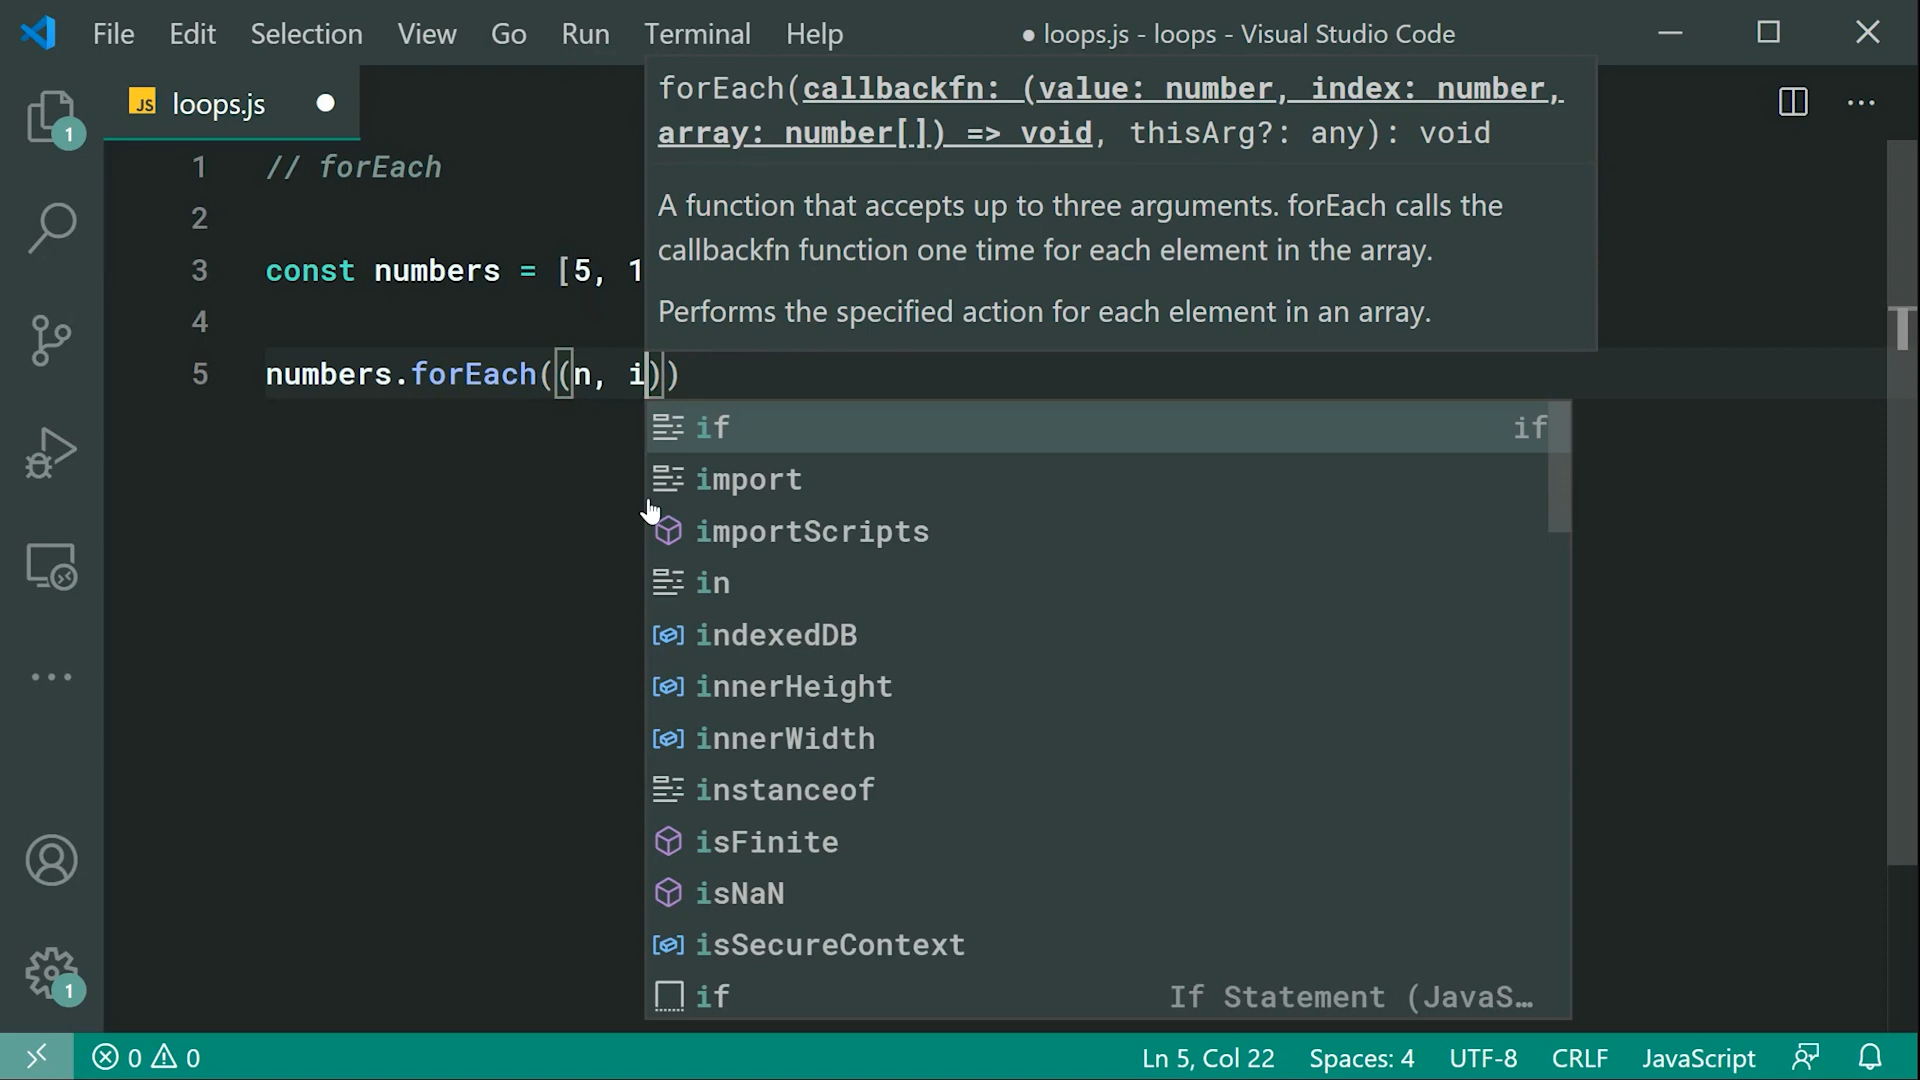 File Edit Selection View Go Run Terminal Help
● loops.js - loops - Visual Studio Code
JS loops.js
forEach(callbackfn: (value: number, index: number,
array: number[]) => void, thisArg?: any): void
A function that accepts up to three arguments. forEach calls the
callbackfn function one time for each element in the array.
Performs the specified action for each element in an array.
1 // forEach
2
3 const numbers = [5, 1
4
5 numbers.forEach((n, i))
if if
import
importScripts
in
indexedDB
innerHeight
innerWidth
instanceof
isFinite
isNaN
isSecureContext
if If Statement (JavaS…
1
1
0 0
Ln 5, Col 22 Spaces: 4 UTF-8 CRLF JavaScript